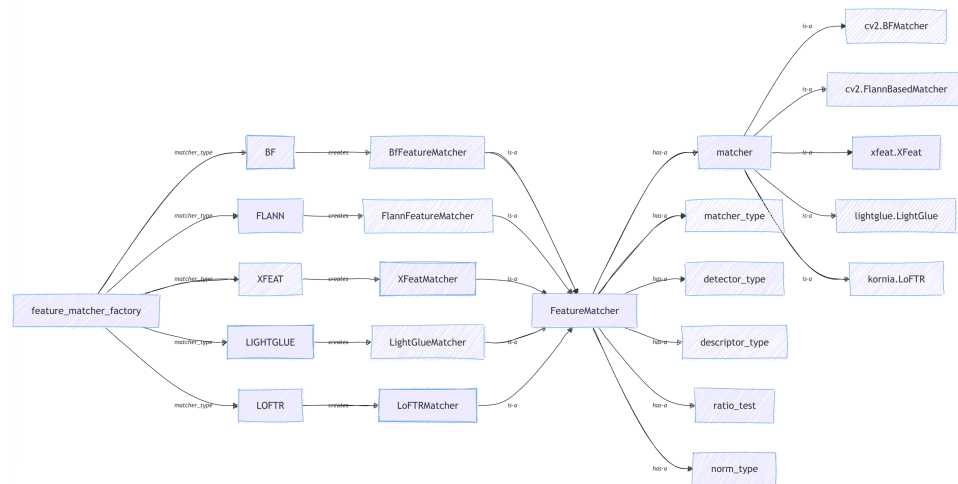 is-a
cv2.BFMatcher
is-a
cv2.FlannBasedMatcher
matcher_type
BF
creates
BfFeatureMatcher
is-a
has-a
matcher
is-a
xfeat.XFeat
matcher_type
FLANN
creates
FlannFeatureMatcher
is-a
has-a
matcher_type
is-a
lightglue.LightGlue
matcher_type
XFEAT
creates
XFeatMatcher
is-a
has-a
detector_type
is-a
kornia.LoFTR
feature_matcher_factory
FeatureMatcher
matcher_type
LIGHTGLUE
creates
LightGlueMatcher
is-a
has-a
descriptor_type
matcher_type
LOFTR
creates
LoFTRMatcher
is-a
has-a
ratio_test
has-a
norm_type